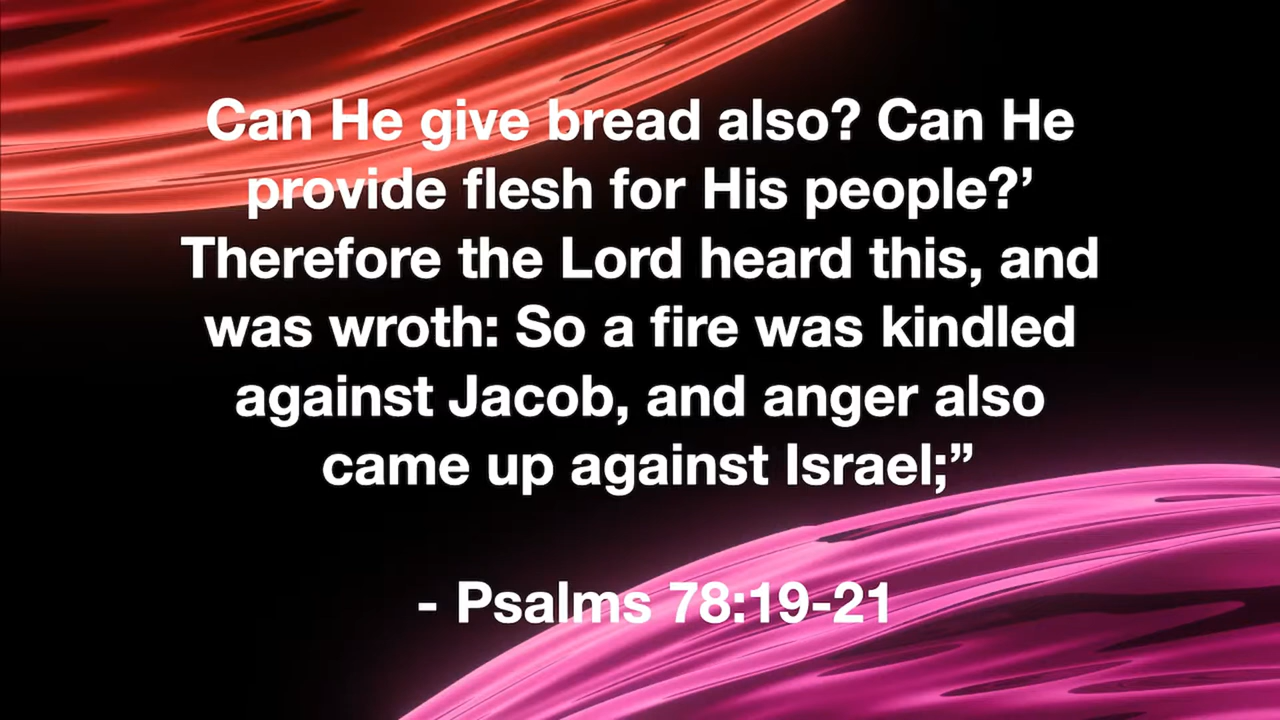 Can He give bread also? Can He
provide flesh for His people?’
Therefore the Lord heard this, and
was wroth: So a fire was kindled
against Jacob, and anger also
came up against Israel;”
- Psalms 78:19-21